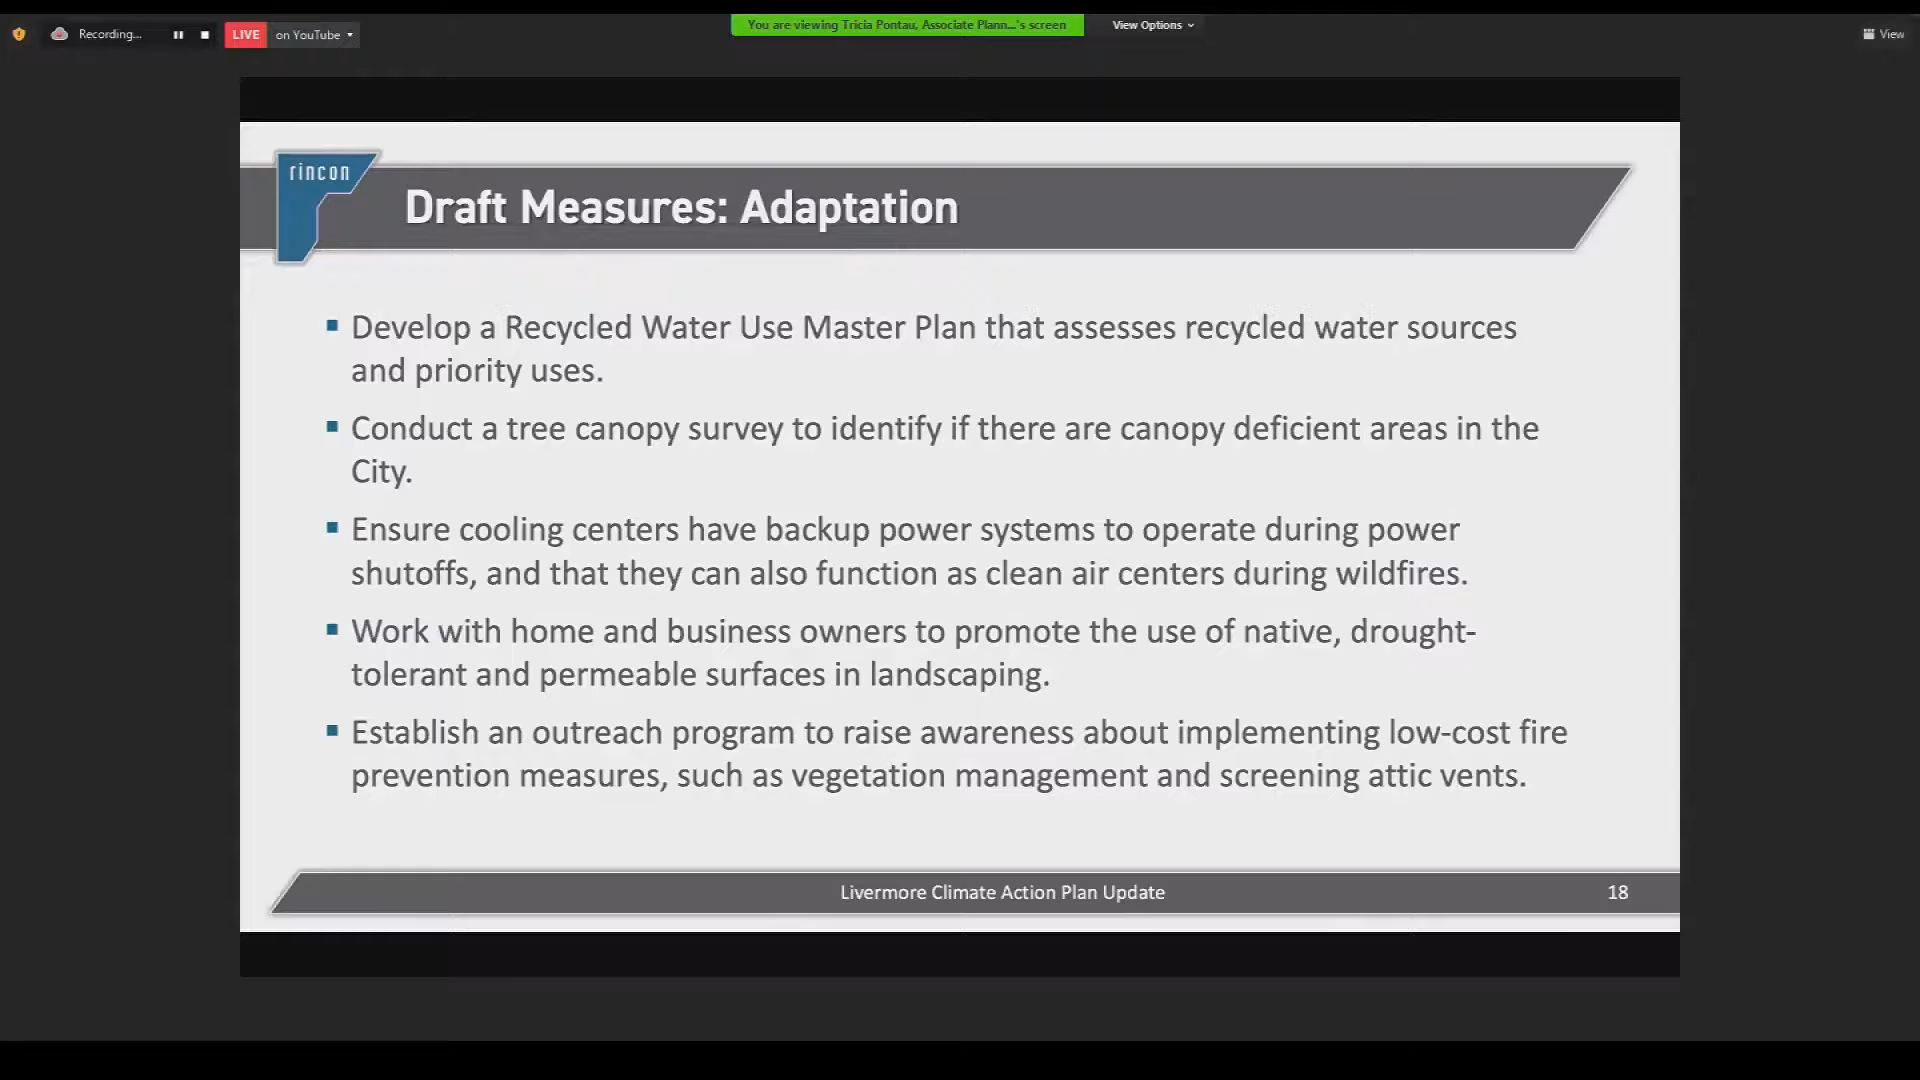 Recording...
LIVE on YouTube
You are viewing Tricia Pontau, Associate Plann...'s screen
View Options
View
rincon
Draft Measures: Adaptation
Develop a Recycled Water Use Master Plan that assesses recycled water sources
and priority uses.
Conduct a tree canopy survey to identify if there are canopy deficient areas in the
City.
Ensure cooling centers have backup power systems to operate during power
shutoffs, and that they can also function as clean air centers during wildfires.
Work with home and business owners to promote the use of native, drought-
tolerant and permeable surfaces in landscaping.
Establish an outreach program to raise awareness about implementing low-cost fire
prevention measures, such as vegetation management and screening attic vents.
Livermore Climate Action Plan Update
18